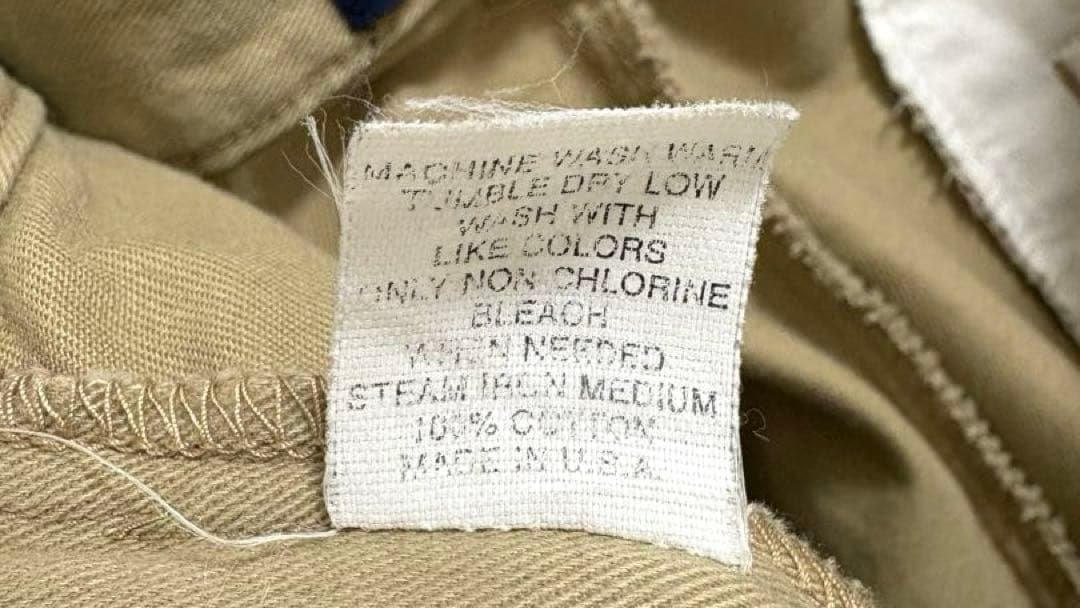 MACHINE WASH WARM
TUMBLE DRY LOW
WASH WITH
LIKE COLORS
ONLY NON CHLORINE
BLEACH
WHEN NEEDED
STEAM IRON MEDIUM
100% COTTON
MADE IN U.S.A.